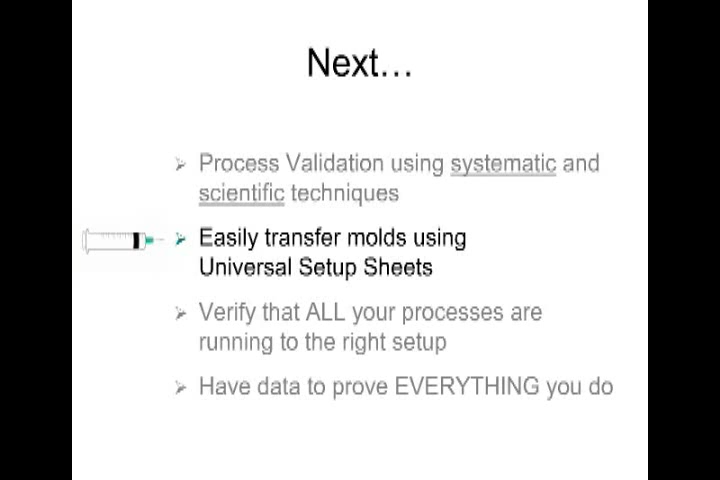 Next...
Process Validation using systematic and
scientific techniques
Easily transfer molds using
Universal Setup Sheets
Verify that ALL your processes are
running to the right setup
Have data to prove EVERYTHING you do